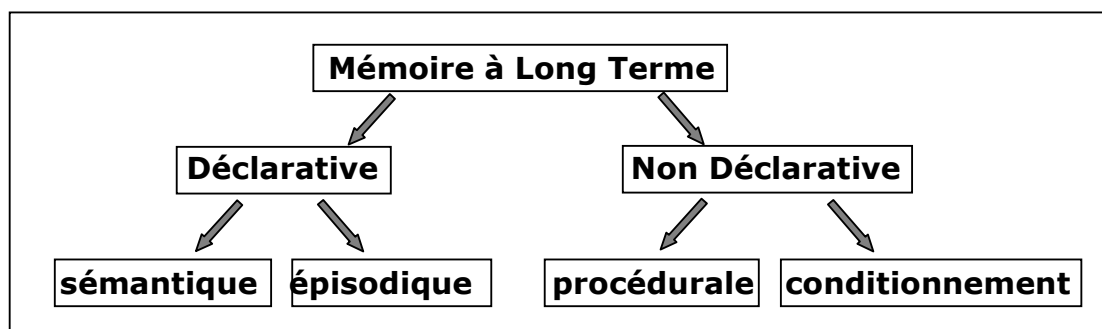 Mémoire à Long Terme
Déclarative
Non Déclarative
sémantique
épisodique
procédurale
conditionnement